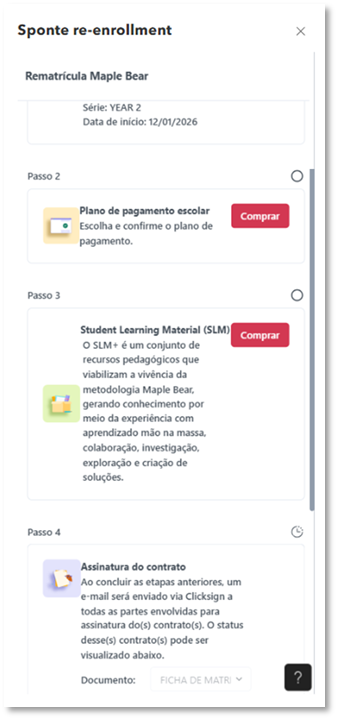 Sponte re-enrollment
Rematrícula Maple Bear
Série: YEAR 2
Data de início: 12/01/2026
Passo 2
Plano de pagamento escolar
Escolha e confirme o plano de
pagamento.
Comprar
Passo 3
Student Learning Material (SLM)
Comprar
O SLM+ é um conjunto de
recursos pedagógicos que
viabilizam a vivência da
metodologia Maple Bear,
gerando conhecimento por
meio da experiência com
aprendizado mão na massa,
colaboração, investigação,
exploração e criação de
soluções.
Passo 4
Assinatura do contrato
Ao concluir as etapas anteriores, um
e-mail será enviado via Clicksign a
todas as partes envolvidas para
assinatura do(s) contrato(s). O status
desse(s) contrato(s) pode ser
visualizado abaixo.
Documento: FICHA DE MATRI
?